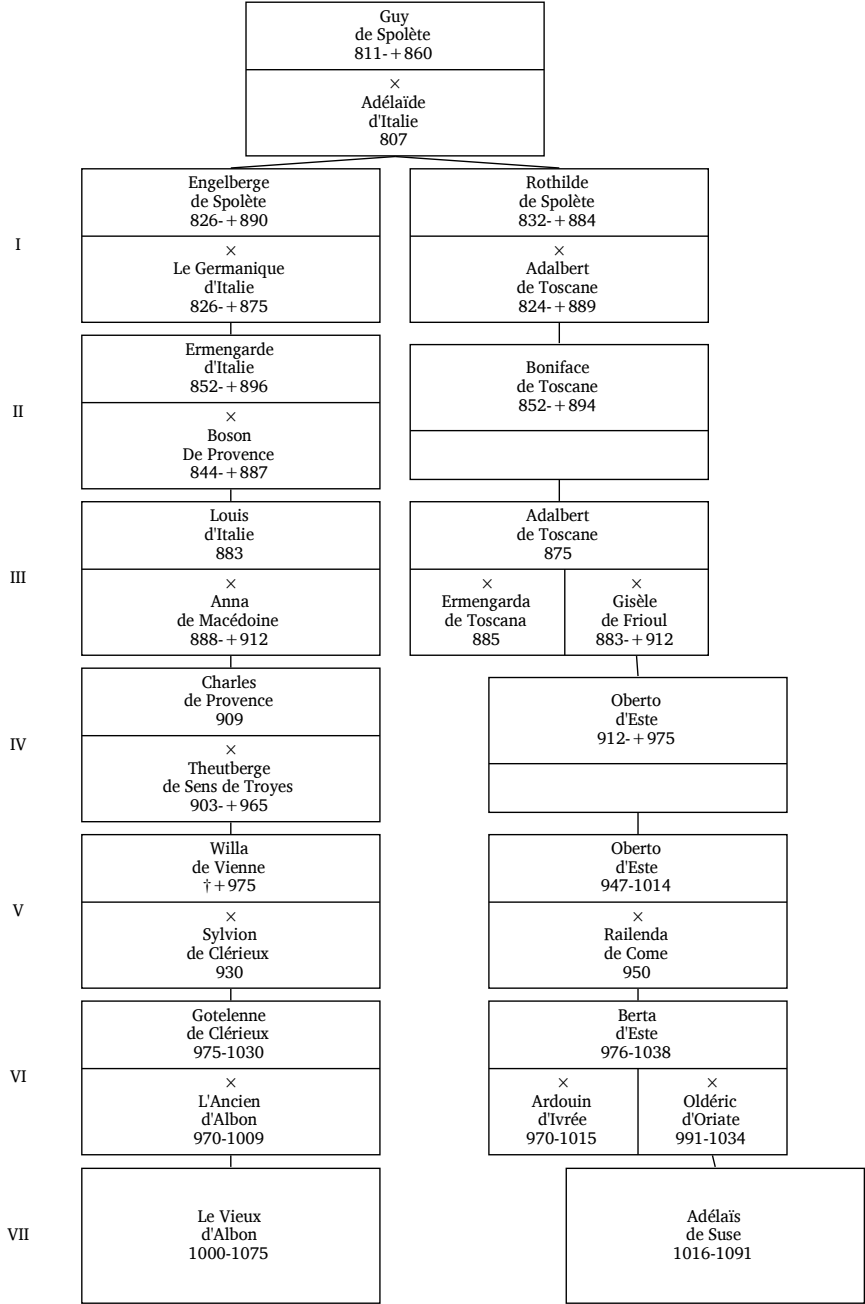 Guy
de Spolète
811-+860
×
Adélaïde
d'Italie
807
I
Engelberge
de Spolète
826-+890
×
Le Germanique
d'Italie
826-+875
Rothilde
de Spolète
832-+884
×
Adalbert
de Toscane
824-+889
II
Ermengarde
d'Italie
852-+896
×
Boson
De Provence
844-+887
Boniface
de Toscane
852-+894
III
Louis
d'Italie
883
×
Anna
de Macédoine
888-+912
Adalbert
de Toscane
875
×
Ermengarda
de Toscana
885
×
Gisèle
de Frioul
883-+912
IV
Charles
de Provence
909
×
Theutberge
de Sens de Troyes
903-+965
Oberto
d'Este
912-+975
V
Willa
de Vienne
†+975
×
Sylvion
de Clérieux
930
Oberto
d'Este
947-1014
×
Railenda
de Come
950
VI
Gotelenne
de Clérieux
975-1030
×
L'Ancien
d'Albon
970-1009
Berta
d'Este
976-1038
×
Ardouin
d'Ivrée
970-1015
×
Oldéric
d'Oriate
991-1034
VII
Le Vieux
d'Albon
1000-1075
Adélaïs
de Suse
1016-1091